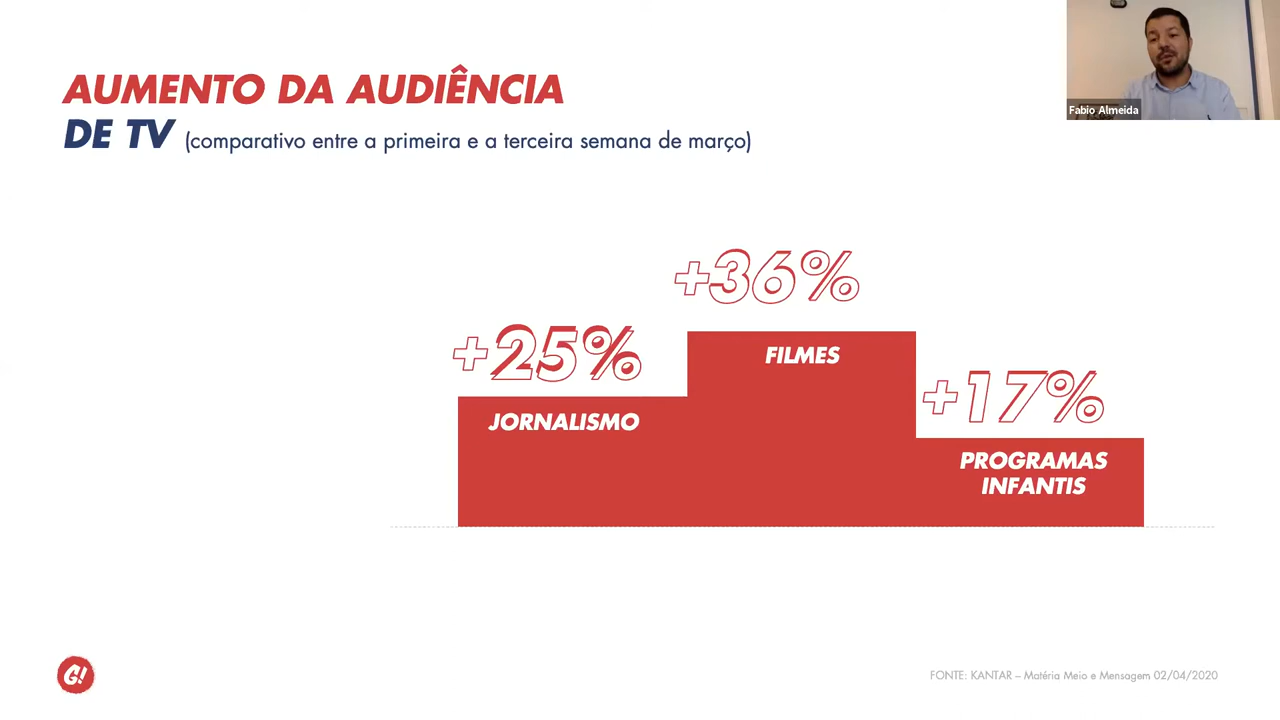 AUMENTO DA AUDIÊNCIA
DE TV (comparativo entre a primeira e a terceira semana de março)
Fabio Almeida
+25%
JORNALISMO
+36%
FILMES
+17%
PROGRAMAS
INFANTIS
G!
FONTE: KANTAR – Matéria Meio e Mensagem 02/04/2020